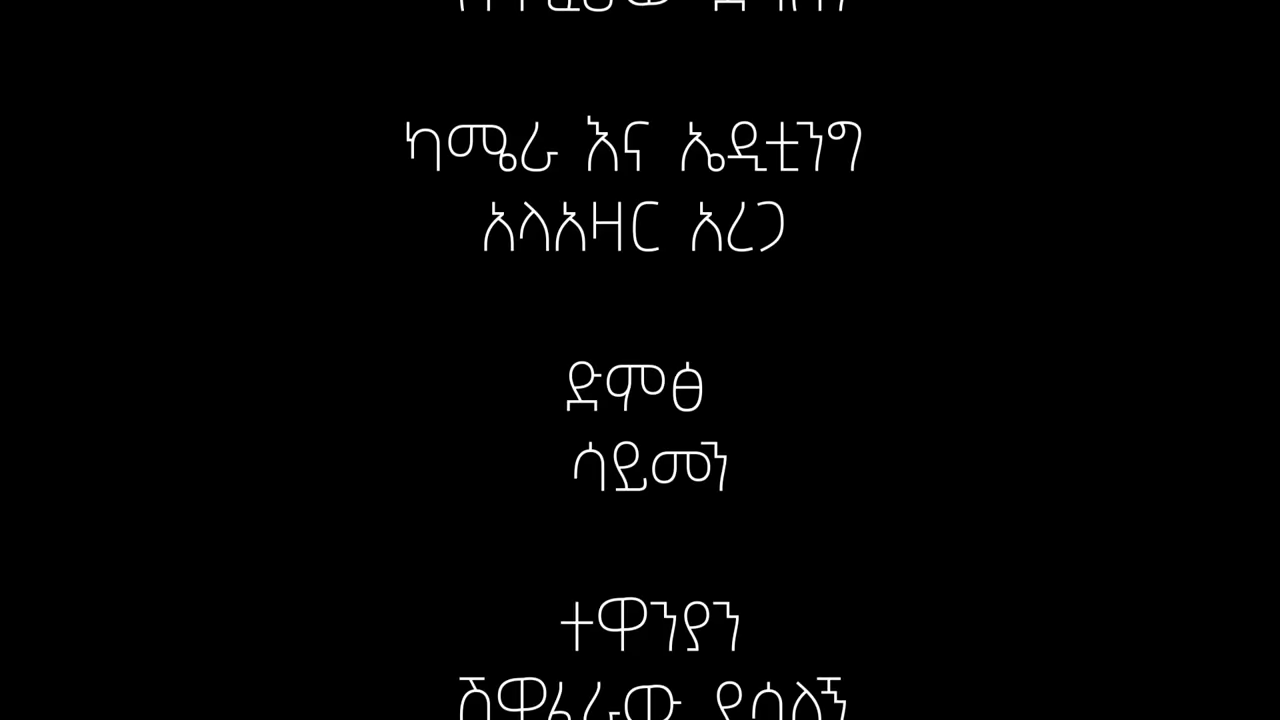 ካሜራ እና ኤዲቲንግ
አላአዛር አረጋ
ድምፅ
ሳይመን
ተዋንያን